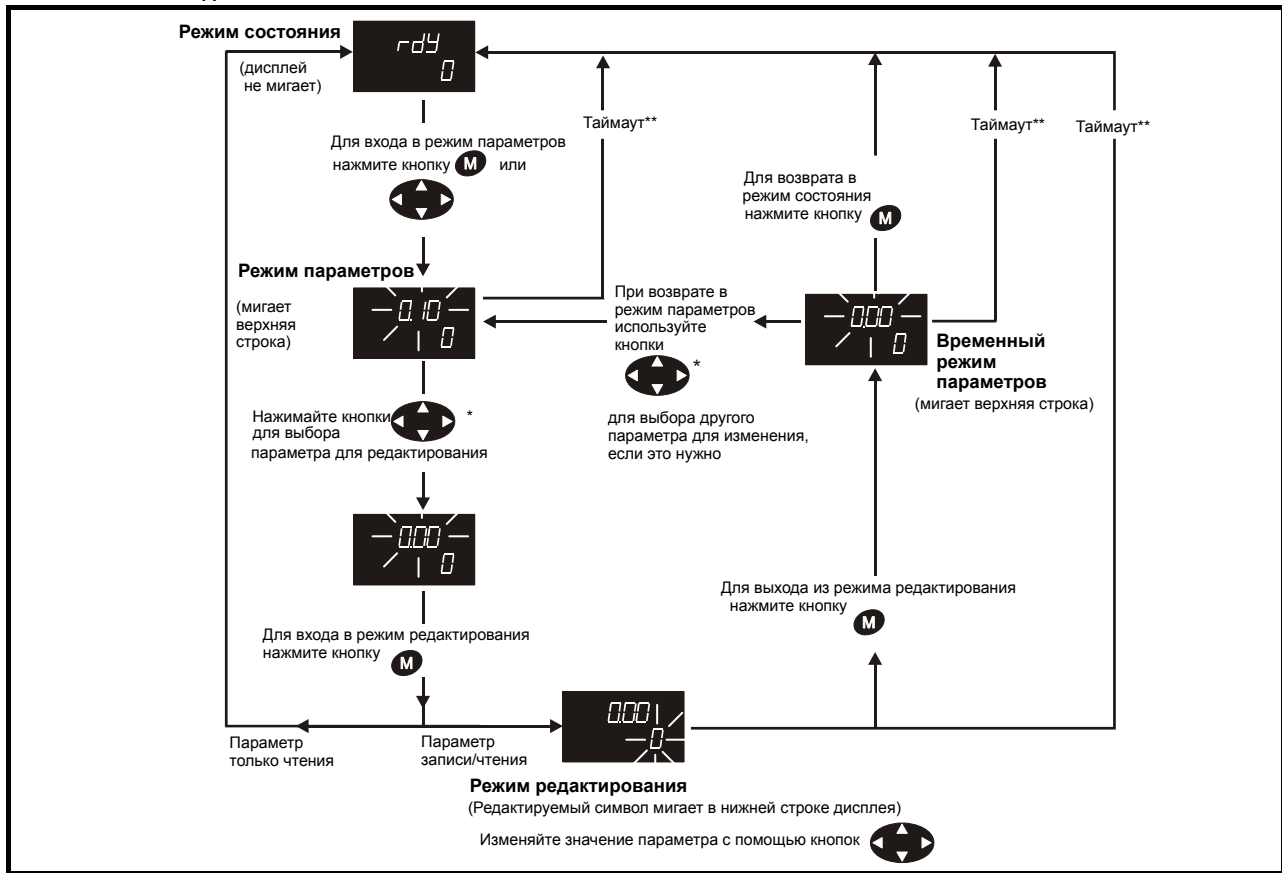 Режим состояния
rdY
0
(дисплей
не мигает)
Таймаут**
Таймаут**
Таймаут**
Для входа в режим параметров
нажмите кнопку M или
Для возврата в
режим состояния
нажмите кнопку M
Режим параметров
(мигает
верхняя
строка)
0.10
0
При возврате в
режим параметров
используйте
кнопки
*
для выбора другого
параметра для изменения,
если это нужно
0.00
0
Временный
режим
параметров
(мигает верхняя строка)
Нажимайте кнопки *
для выбора
параметра для редактирования
0.00
0
Для входа в режим редактирования
нажмите кнопку M
Для выхода из режима редактирования
нажмите кнопку
M
Параметр
только чтения
Параметр
записи/чтения
0.00
0
Режим редактирования
(Редактируемый символ мигает в нижней строке дисплея)
Изменяйте значение параметра с помощью кнопок